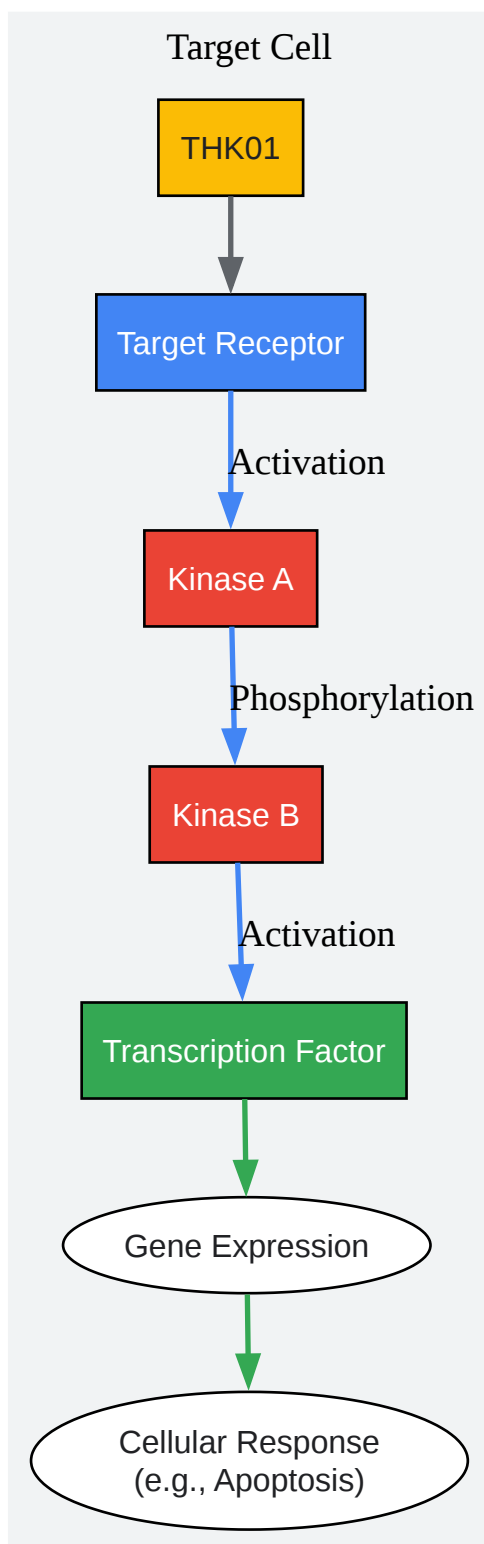 Target Cell
THK01
Target Receptor
Activation
Kinase A
Phosphorylation
Kinase B
Activation
Transcription Factor
Gene Expression
Cellular Response
(e.g., Apoptosis)